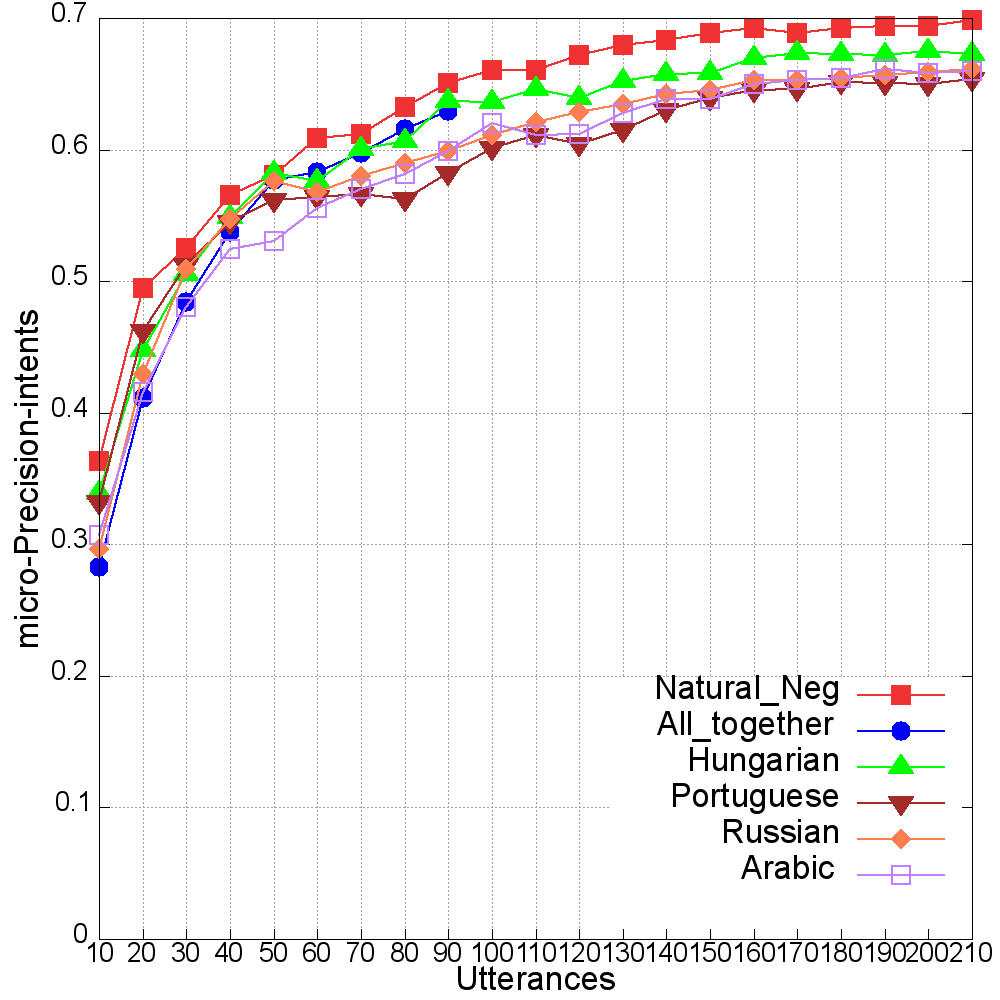 0.7
0.6
0.5
0.4
0.3
0.2
0.1
0
micro-Precision-intents
Natural_Neg
All_together
Hungarian
Portuguese
Russian
Arabic
10 20 30 40 50 60 70 80 90 100 110 120 130 140 150 160 170 180 190 200 210
Utterances